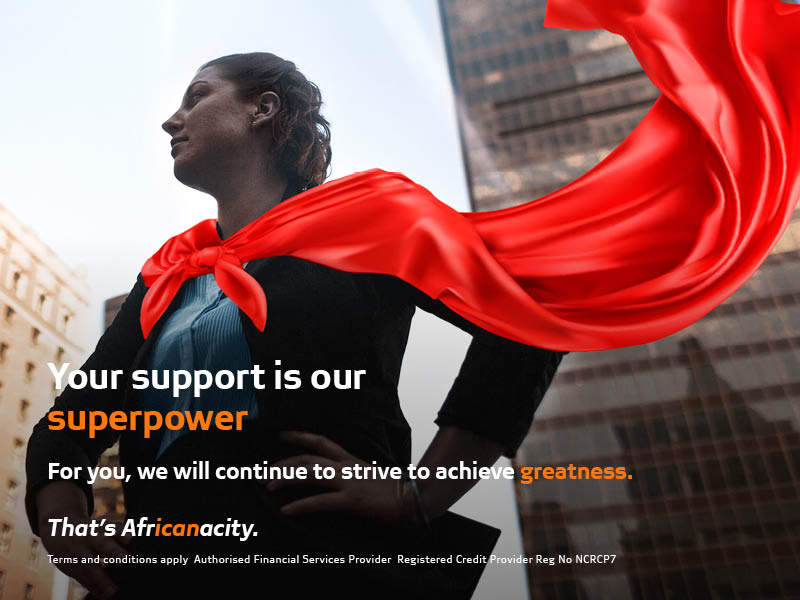 Your support is our
superpower
For you, we will continue to strive to achieve greatness.
That's Africanacity.
Terms and conditions apply Authorised Financial Services Provider Registered Credit Provider Reg No NCRCP7